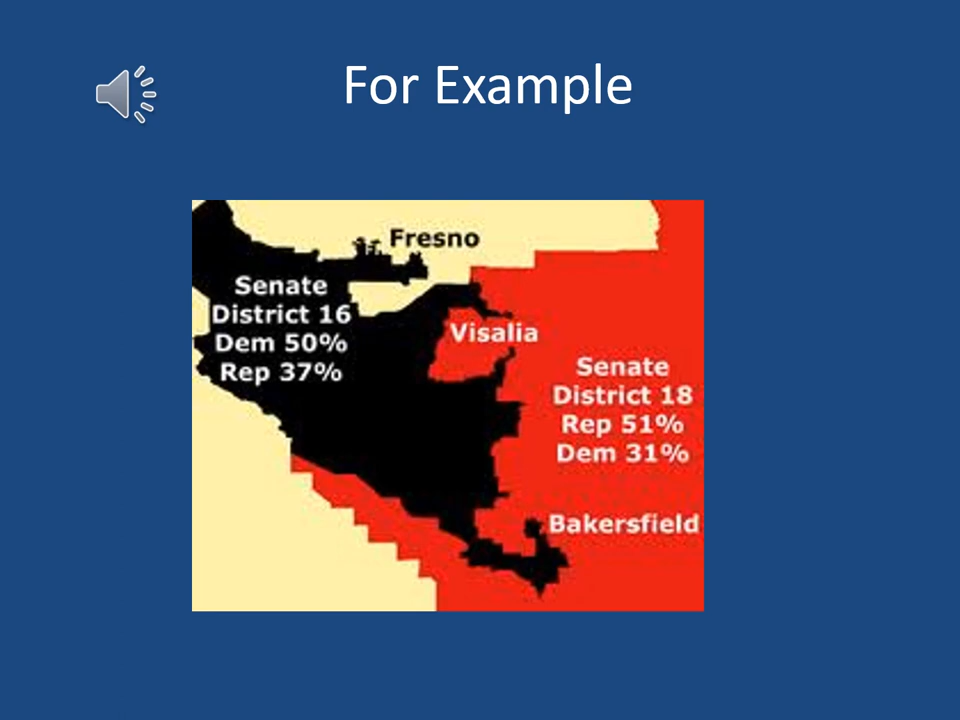 For Example
Fresno
Senate
District 16
Dem 50%
Rep 37%
Visalia
Senate
District 18
Rep 51%
Dem 31%
Bakersfield